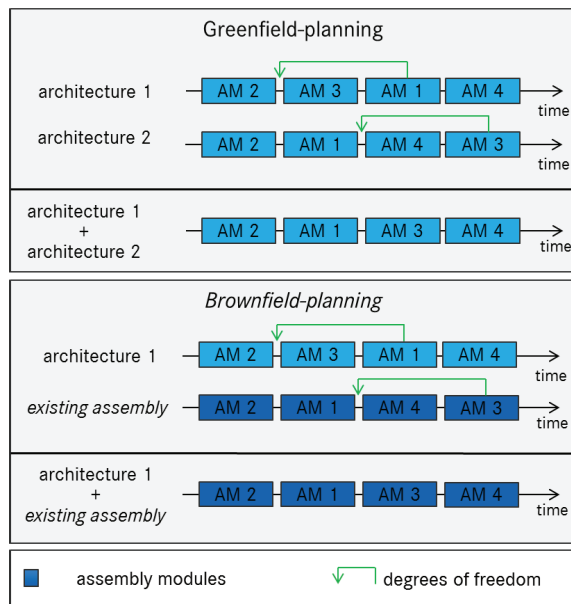 Greenfield-planning
architecture 1
AM 2 AM 3 AM 1 AM 4
time
architecture 2
AM 2 AM 1 AM 4 AM 3
time
architecture 1
+
architecture 2
AM 2 AM 1 AM 3 AM 4
time
Brownfield-planning
architecture 1
AM 2 AM 3 AM 1 AM 4
time
existing assembly
AM 2 AM 1 AM 4 AM 3
time
architecture 1
+
existing assembly
AM 2 AM 1 AM 3 AM 4
time
assembly modules degrees of freedom